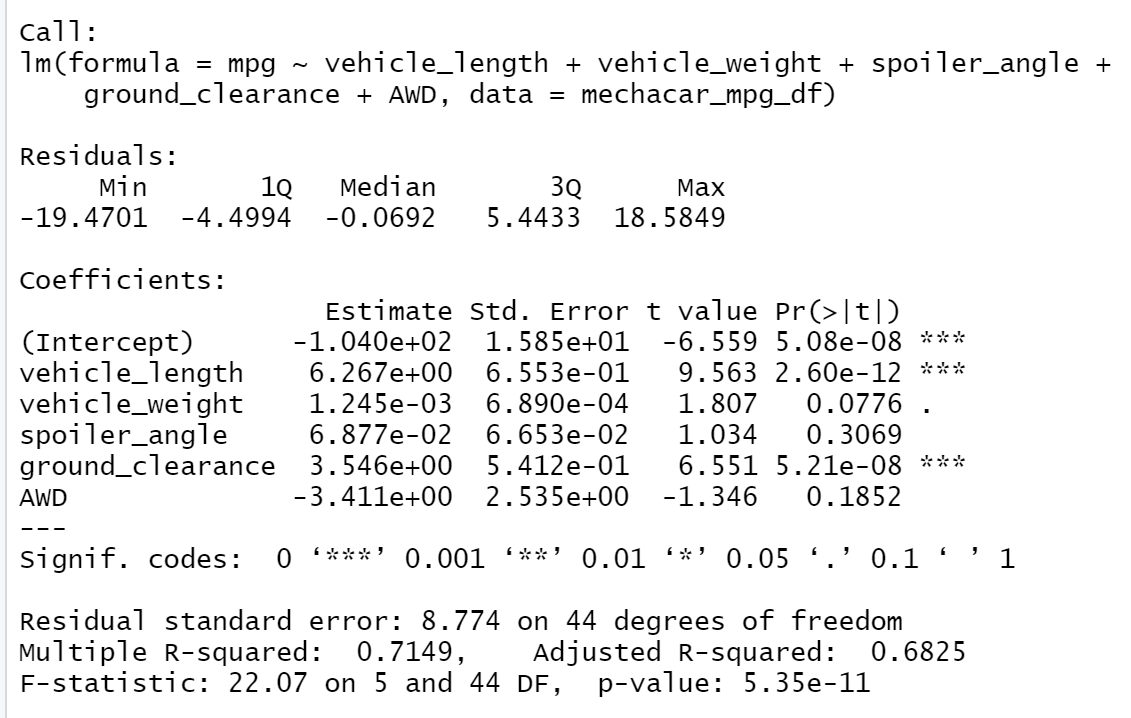 Call:
lm(formula = mpg ~ vehicle_length + vehicle_weight + spoiler_angle +
    ground_clearance + AWD, data = mechacar_mpg_df)

Residuals:
     Min       1Q   Median       3Q      Max
-19.4701  -4.4994  -0.0692   5.4433  18.5849

Coefficients:
                   Estimate Std. Error t value Pr(>|t|)
(Intercept)      -1.040e+02  1.585e+01  -6.559 5.08e-08 ***
vehicle_length    6.267e+00  6.553e-01   9.563 2.60e-12 ***
vehicle_weight    1.245e-03  6.890e-04   1.807   0.0776 .
spoiler_angle     6.877e-02  6.653e-02   1.034   0.3069
ground_clearance  3.546e+00  5.412e-01   6.551 5.21e-08 ***
AWD              -3.411e+00  2.535e+00  -1.346   0.1852
---
Signif. codes:  0 ‘***’ 0.001 ‘**’ 0.01 ‘*’ 0.05 ‘.’ 0.1 ‘ ’ 1

Residual standard error: 8.774 on 44 degrees of freedom
Multiple R-squared:  0.7149,    Adjusted R-squared:  0.6825
F-statistic: 22.07 on 5 and 44 DF,  p-value: 5.35e-11